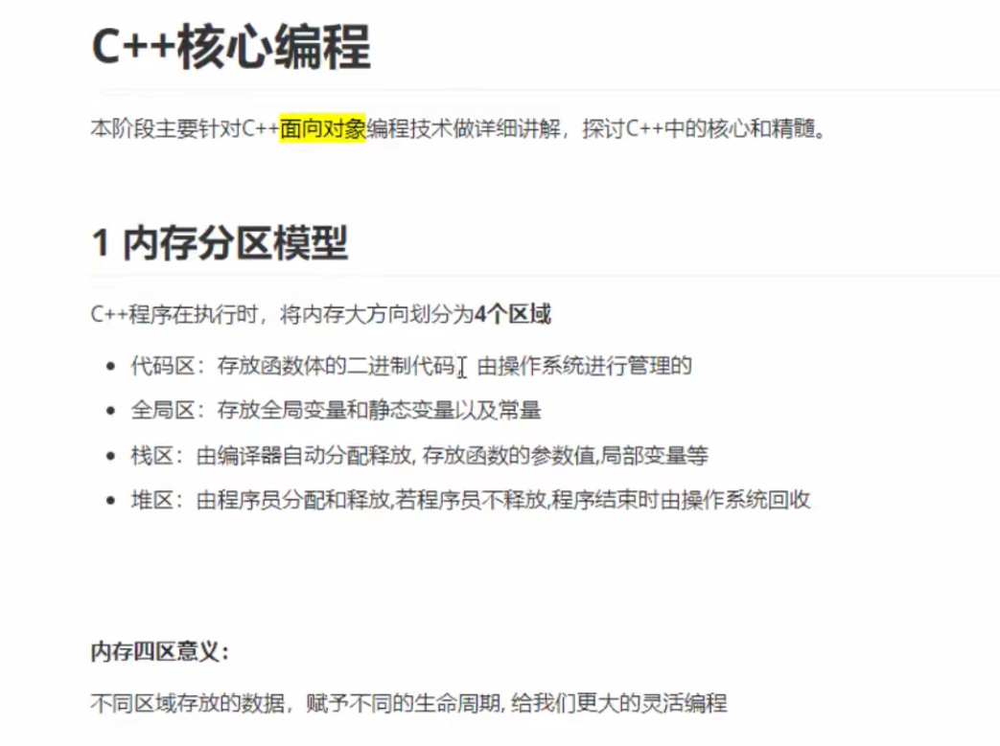 C++核心编程
本阶段主要针对C++面向对象编程技术做详细讲解，探讨C++中的核心和精髓。
1 内存分区模型
C++程序在执行时，将内存大方向划分为4个区域
• 代码区：存放函数体的二进制代码，由操作系统进行管理的
• 全局区：存放全局变量和静态变量以及常量
• 栈区：由编译器自动分配释放, 存放函数的参数值,局部变量等
• 堆区：由程序员分配和释放,若程序员不释放,程序结束时由操作系统回收
内存四区意义：
不同区域存放的数据，赋予不同的生命周期, 给我们更大的灵活编程